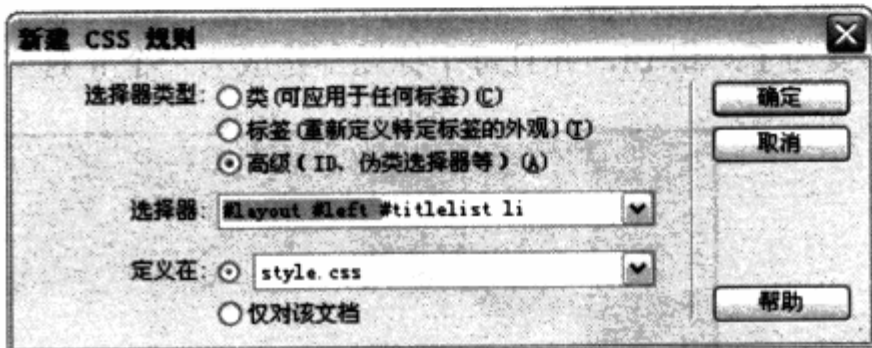 新建 CSS 规则
选择器类型: 类(可应用于任何标签)(C)
标签(重新定义特定标签的外观)(T)
高级(ID、伪类选择器等)(A)
选择器: #layout #left #titlelist li
定义在: style.css
仅对该文档
确定
取消
帮助